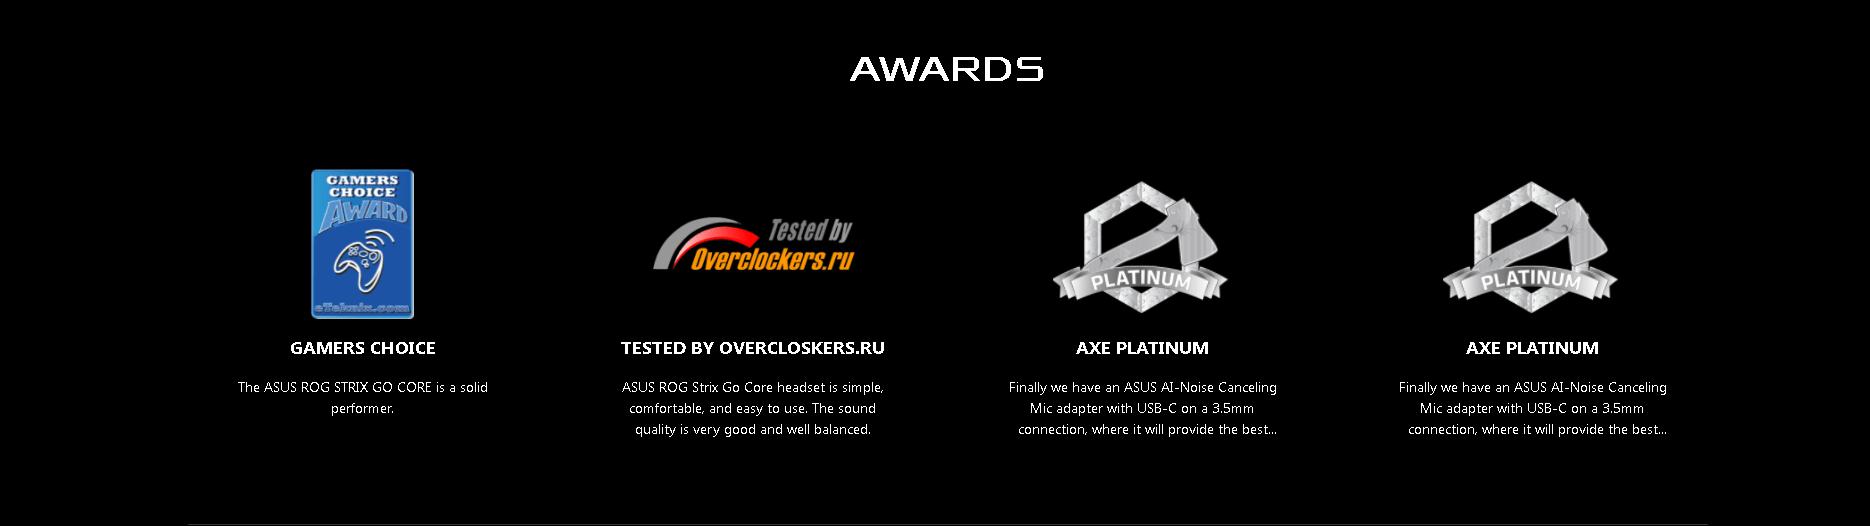 AWARDS
GAMERS
CHOICE
AWARD
eTeknix.com
GAMERS CHOICE
The ASUS ROG STRIX GO CORE is a solid
performer.
Tested by
Overclockers.ru
TESTED BY OVERCLOSKERS.RU
ASUS ROG Strix Go Core headset is simple,
comfortable, and easy to use. The sound
quality is very good and well balanced.
PLATINUM
AXE PLATINUM
Finally we have an ASUS AI-Noise Canceling
Mic adapter with USB-C on a 3.5mm
connection, where it will provide the best...
PLATINUM
AXE PLATINUM
Finally we have an ASUS AI-Noise Canceling
Mic adapter with USB-C on a 3.5mm
connection, where it will provide the best...